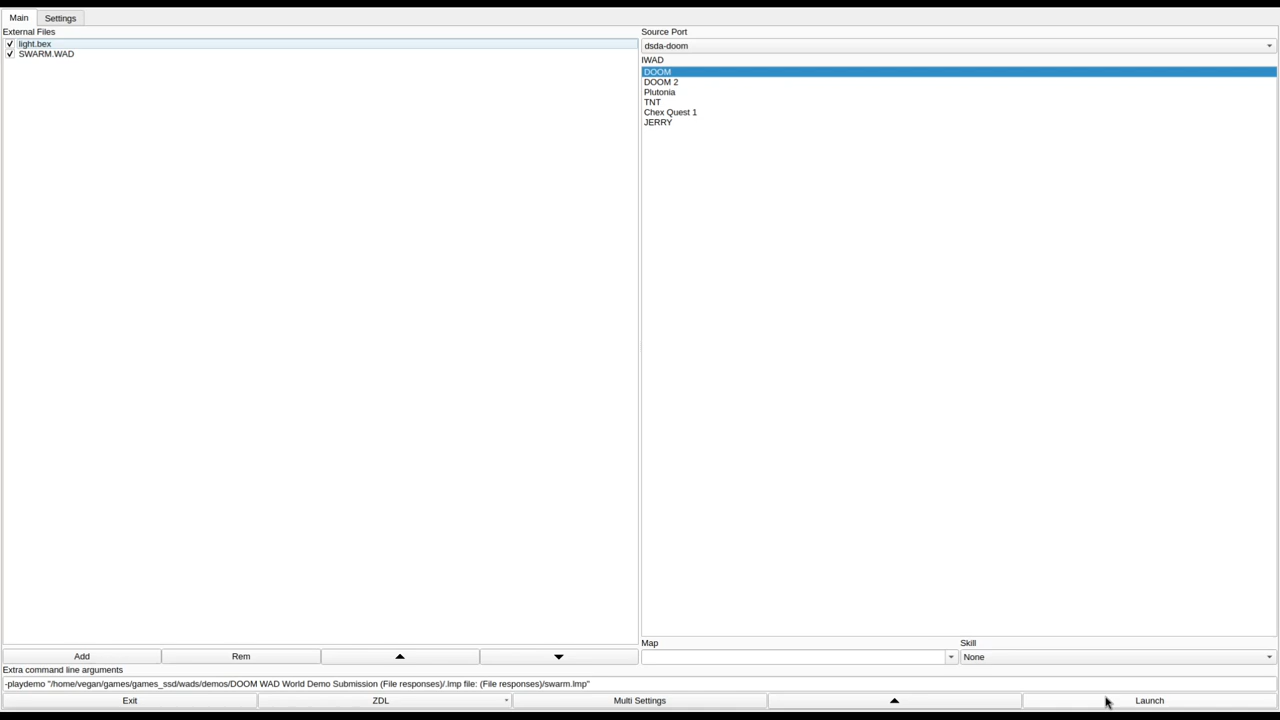 Main Settings
External Files
light.bex
SWARM.WAD
Source Port
dsda-doom
IWAD
DOOM
DOOM 2
Plutonia
TNT
Chex Quest 1
JERRY
Map
Skill
None
Add Rem
Extra command line arguments
-playdemo "/home/vegan/games/games_ssd/wads/demos/DOOM WAD World Demo Submission (File responses)/.lmp file: (File responses)/swarm.lmp"
Exit ZDL Multi Settings Launch